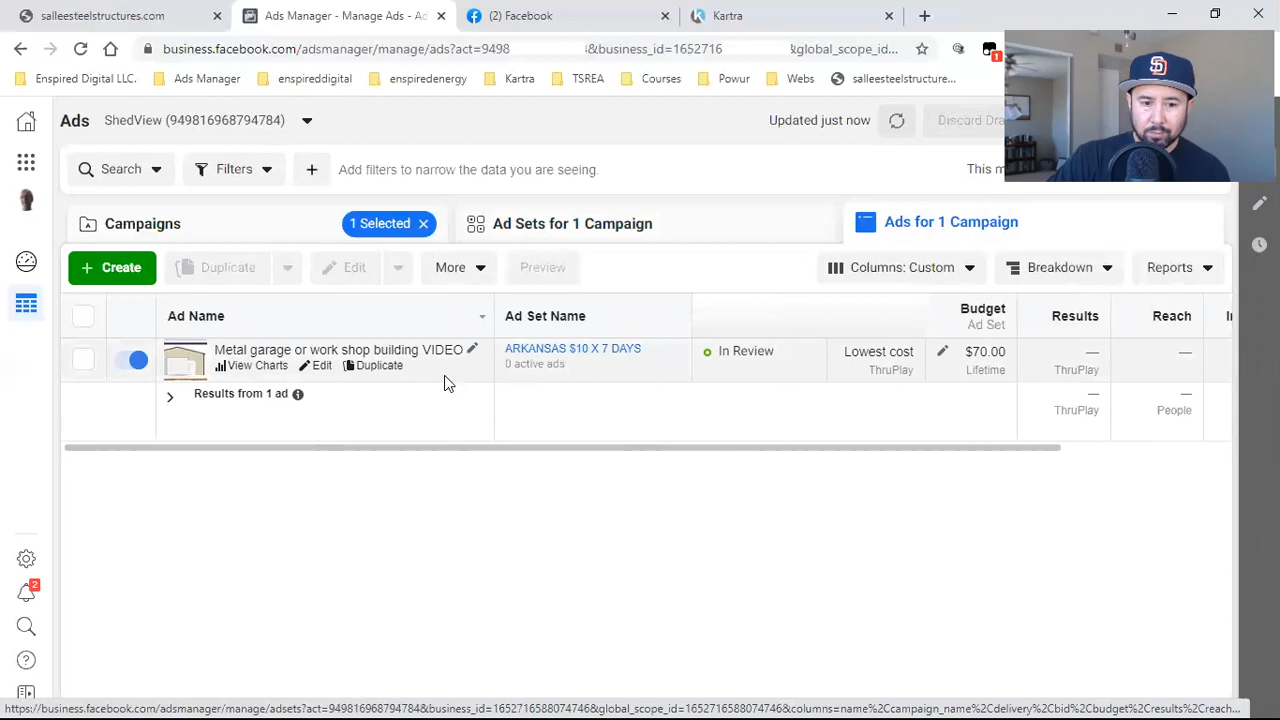 salleesteelstructures.com
Ads Manager - Manage Ads - Ad
(2) Facebook
Kartra
business.facebook.com/adsmanager/manage/ads?act=9498 4&business_id=1652716 &global_scope_id...
1
Enspired Digital LLC.
Ads Manager
enspireddigital
enspiredenergy
Kartra
TSREA
Courses
Powur
Webs
salleesteelstructure...
Ads
ShedView (949816968794784)
Updated just now
Discard Dra
Search
Filters
Add filters to narrow the data you are seeing.
This m
Campaigns
1 Selected
Ad Sets for 1 Campaign
Ads for 1 Campaign
Create
Duplicate
Edit
More
Preview
Columns: Custom
Breakdown
Reports
Ad Name
Ad Set Name
Budget
Ad Set
Results
Reach
Metal garage or work shop building VIDEO
View Charts
Edit
Duplicate
ARKANSAS $10 X 7 DAYS
0 active ads
In Review
Lowest cost
ThruPlay
$70.00
Lifetime
—
ThruPlay
—
Results from 1 ad
—
ThruPlay
—
People
2
https://business.facebook.com/adsmanager/manage/adsets?act=949816968794784&business_id=1652716588074746&global_scope_id=1652716588074746&columns=name%2Ccampaign_name%2Cdelivery%2Cbid%2Cbudget%2Cresults%2Creach...